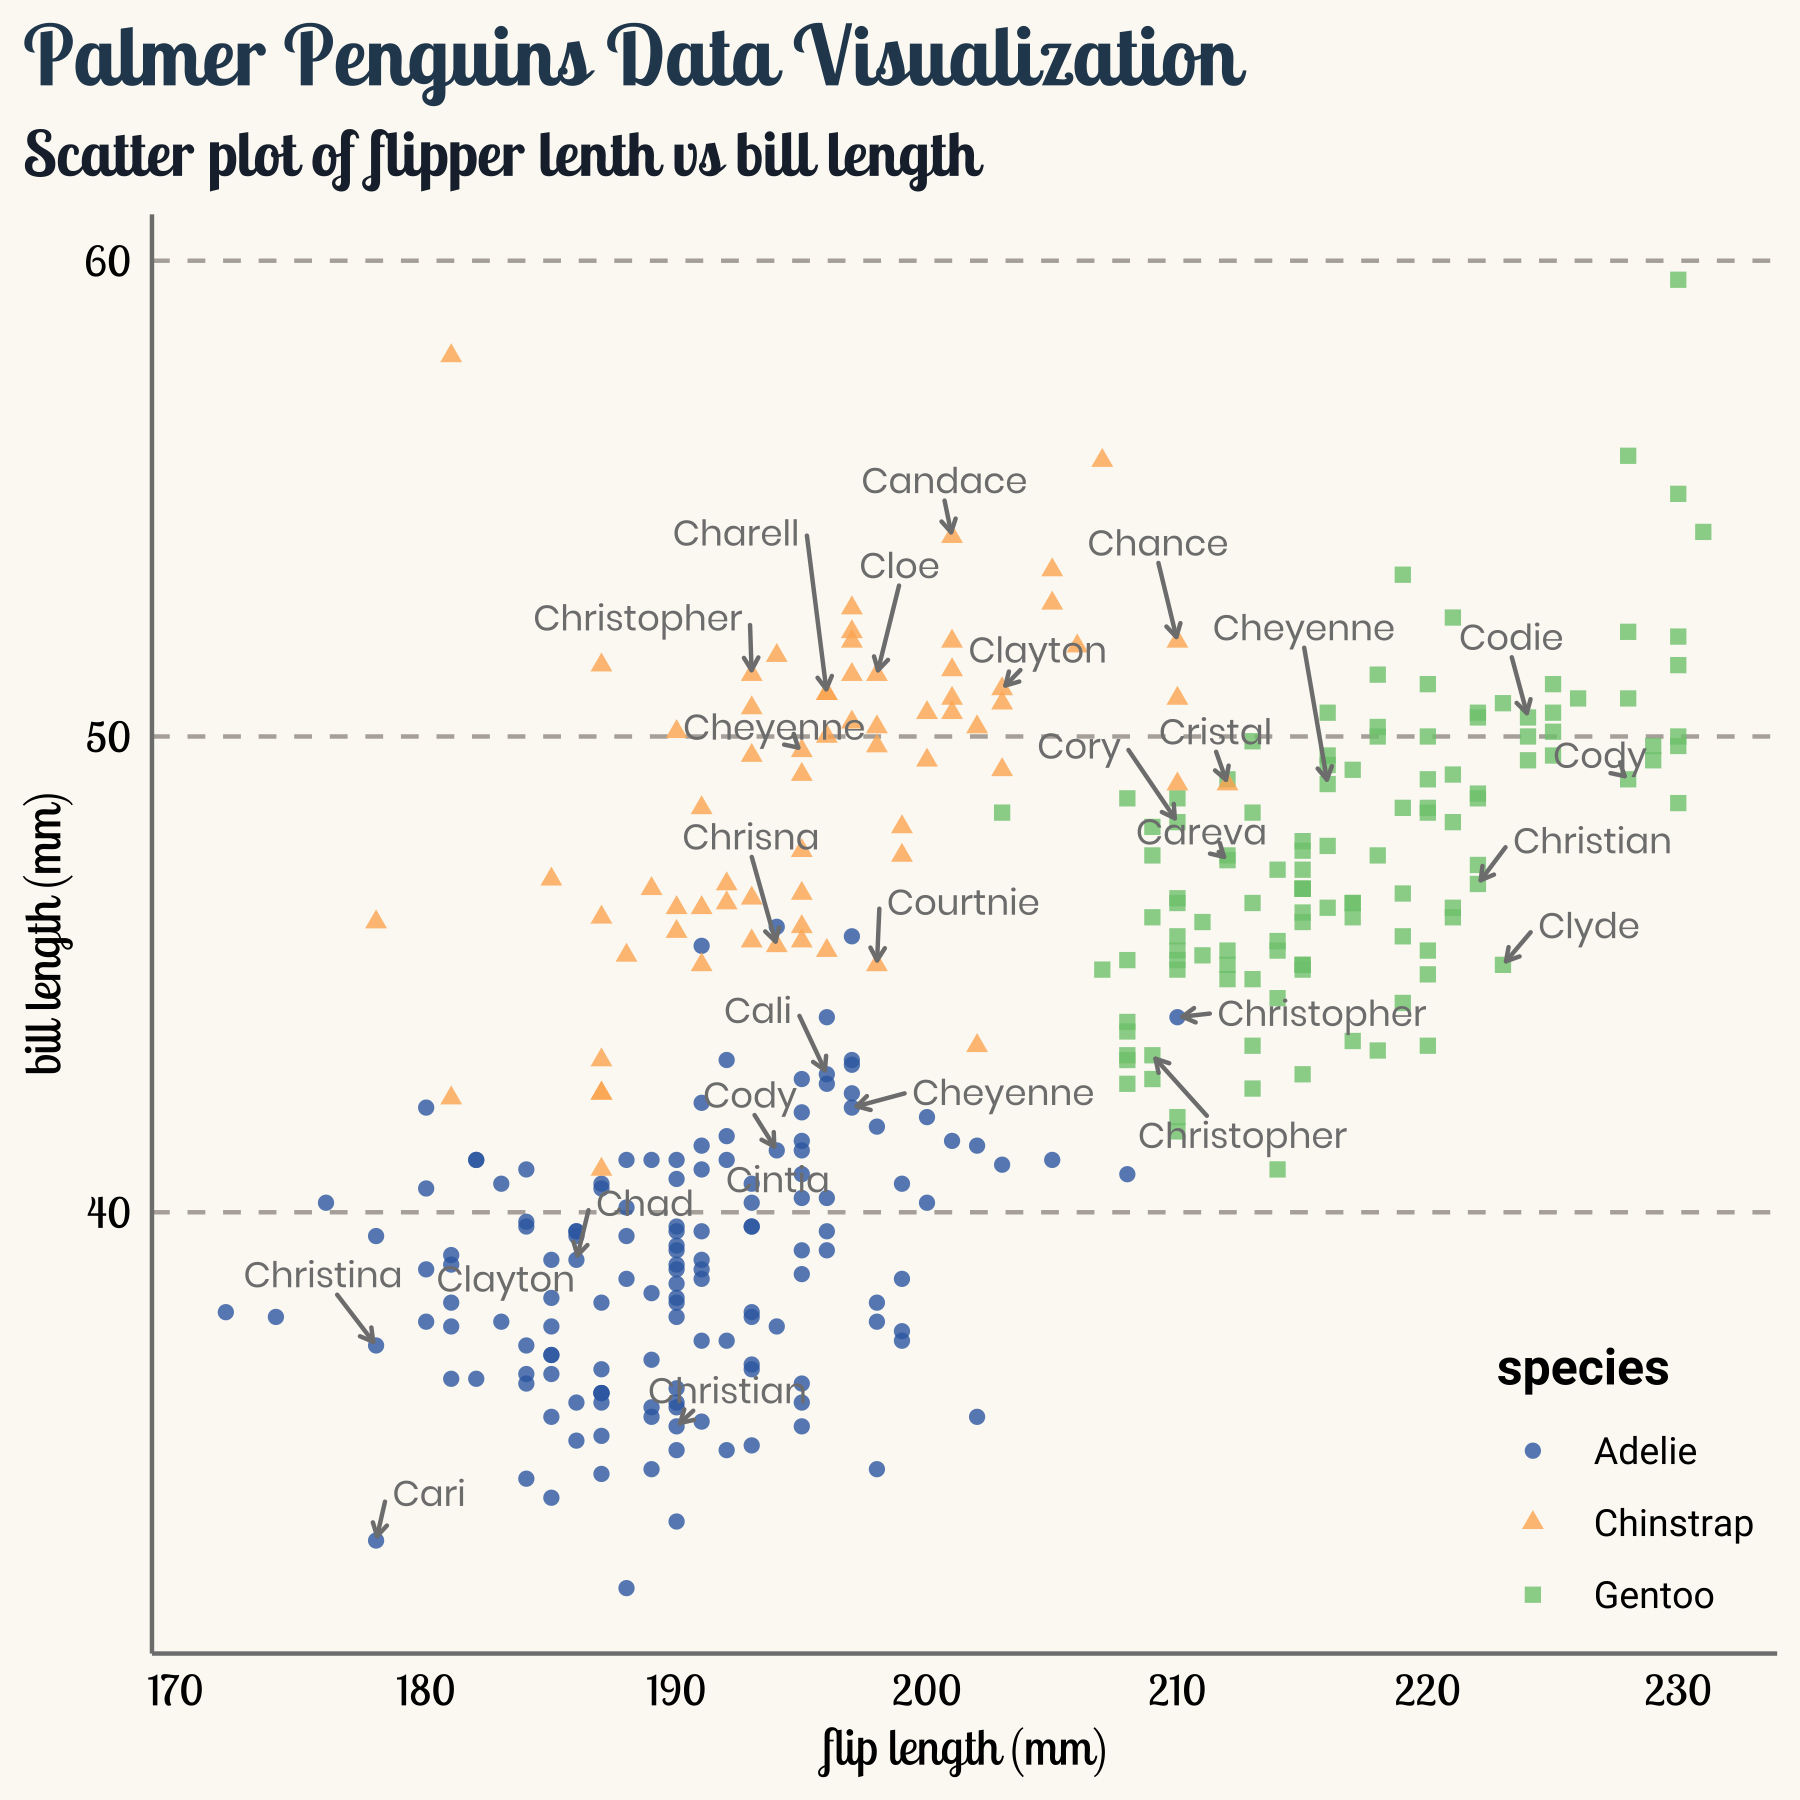 Palmer Penguins Data Visualization
Scatter plot of flipper lenth vs bill length
60
50
40
bill length (mm)
Candace
Charell
Chance
Cloe
Christopher
Cheyenne
Codie
Clayton
Cheyenne
Cristal
Cory
Cody
Careva
Chrisna
Christian
Courtnie
Clyde
Cali
Christopher
Cody
Cheyenne
Christopher
Cintia
Chad
Christina
Clayton
Christian
Cari
species
Adelie
Chinstrap
Gentoo
170 180 190 200 210 220 230
flip length (mm)